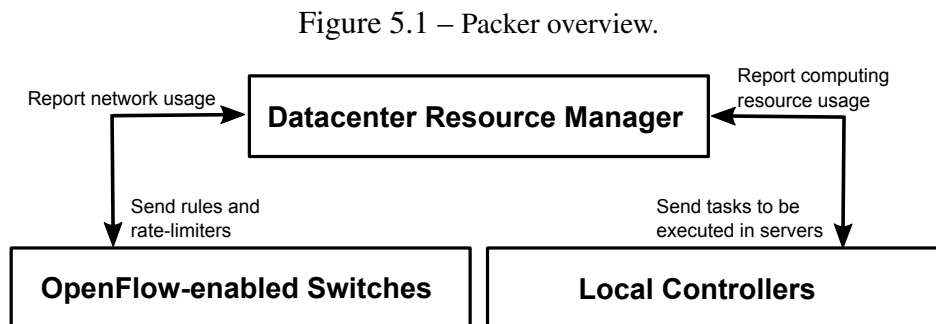 Figure 5.1 – Packer overview.
Report network usage
Datacenter Resource Manager
Report computing
resource usage
Send rules and
rate-limiters
Send tasks to be
executed in servers
OpenFlow-enabled Switches
Local Controllers